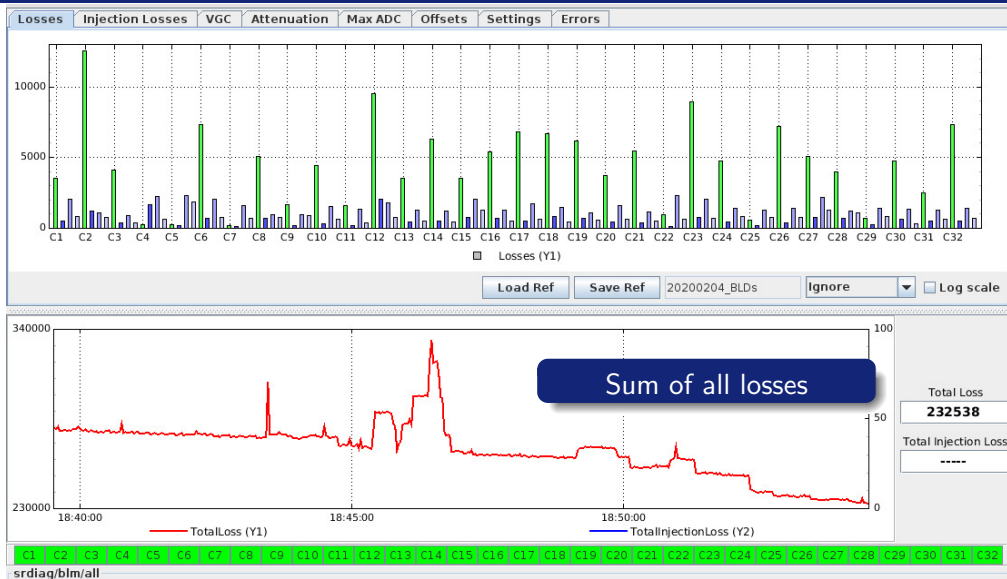 Losses Injection Losses VGC Attenuation Max ADC Offsets Settings Errors
10000
5000
0
C1 C2 C3 C4 C5 C6 C7 C8 C9 C10 C11 C12 C13 C14 C15 C16 C17 C18 C19 C20 C21 C22 C23 C24 C25 C26 C27 C28 C29 C30 C31 C32
Losses (Y1)
Load Ref Save Ref 20200204_BLDs Ignore Log scale
340000 100
Sum of all losses
Total Loss
232538
50
Total Injection Loss
-----
230000 0
18:40:00 18:45:00 18:50:00
TotalLoss (Y1) TotalInjectionLoss (Y2)
C1 C2 C3 C4 C5 C6 C7 C8 C9 C10 C11 C12 C13 C14 C15 C16 C17 C18 C19 C20 C21 C22 C23 C24 C25 C26 C27 C28 C29 C30 C31 C32
srdiag/blm/all